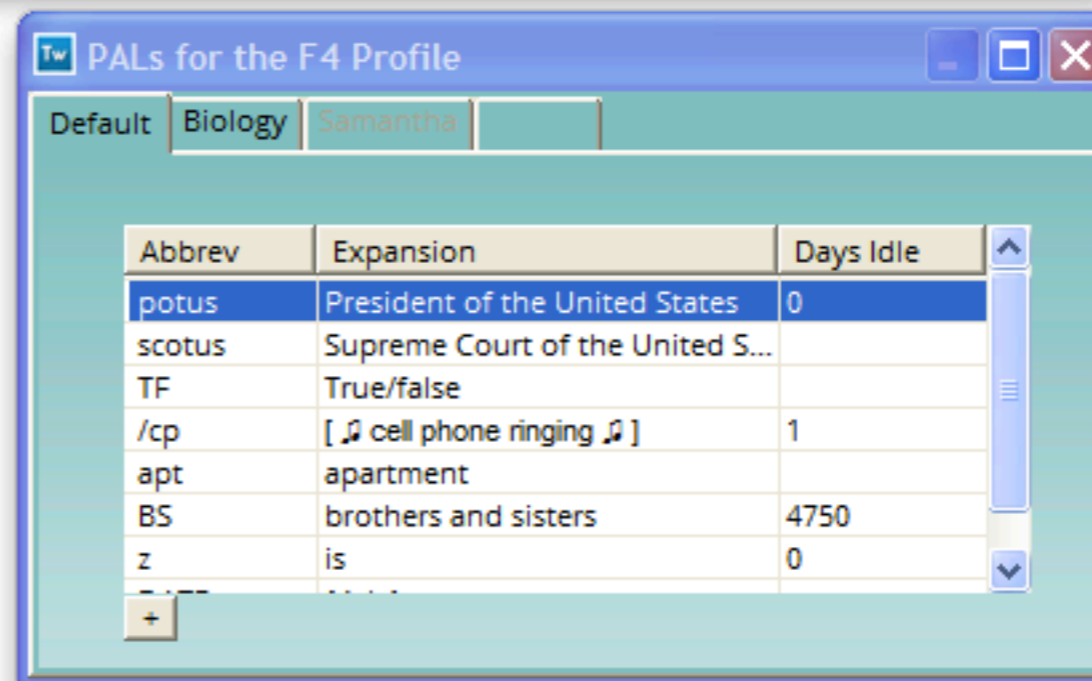 Tw PALs for the F4 Profile
Default Biology Samantha
Abbrev Expansion Days Idle
potus President of the United States 0
scotus Supreme Court of the United S...
TF True/false
/cp [ ♫ cell phone ringing ♫ ] 1
apt apartment
BS brothers and sisters 4750
z is 0
+